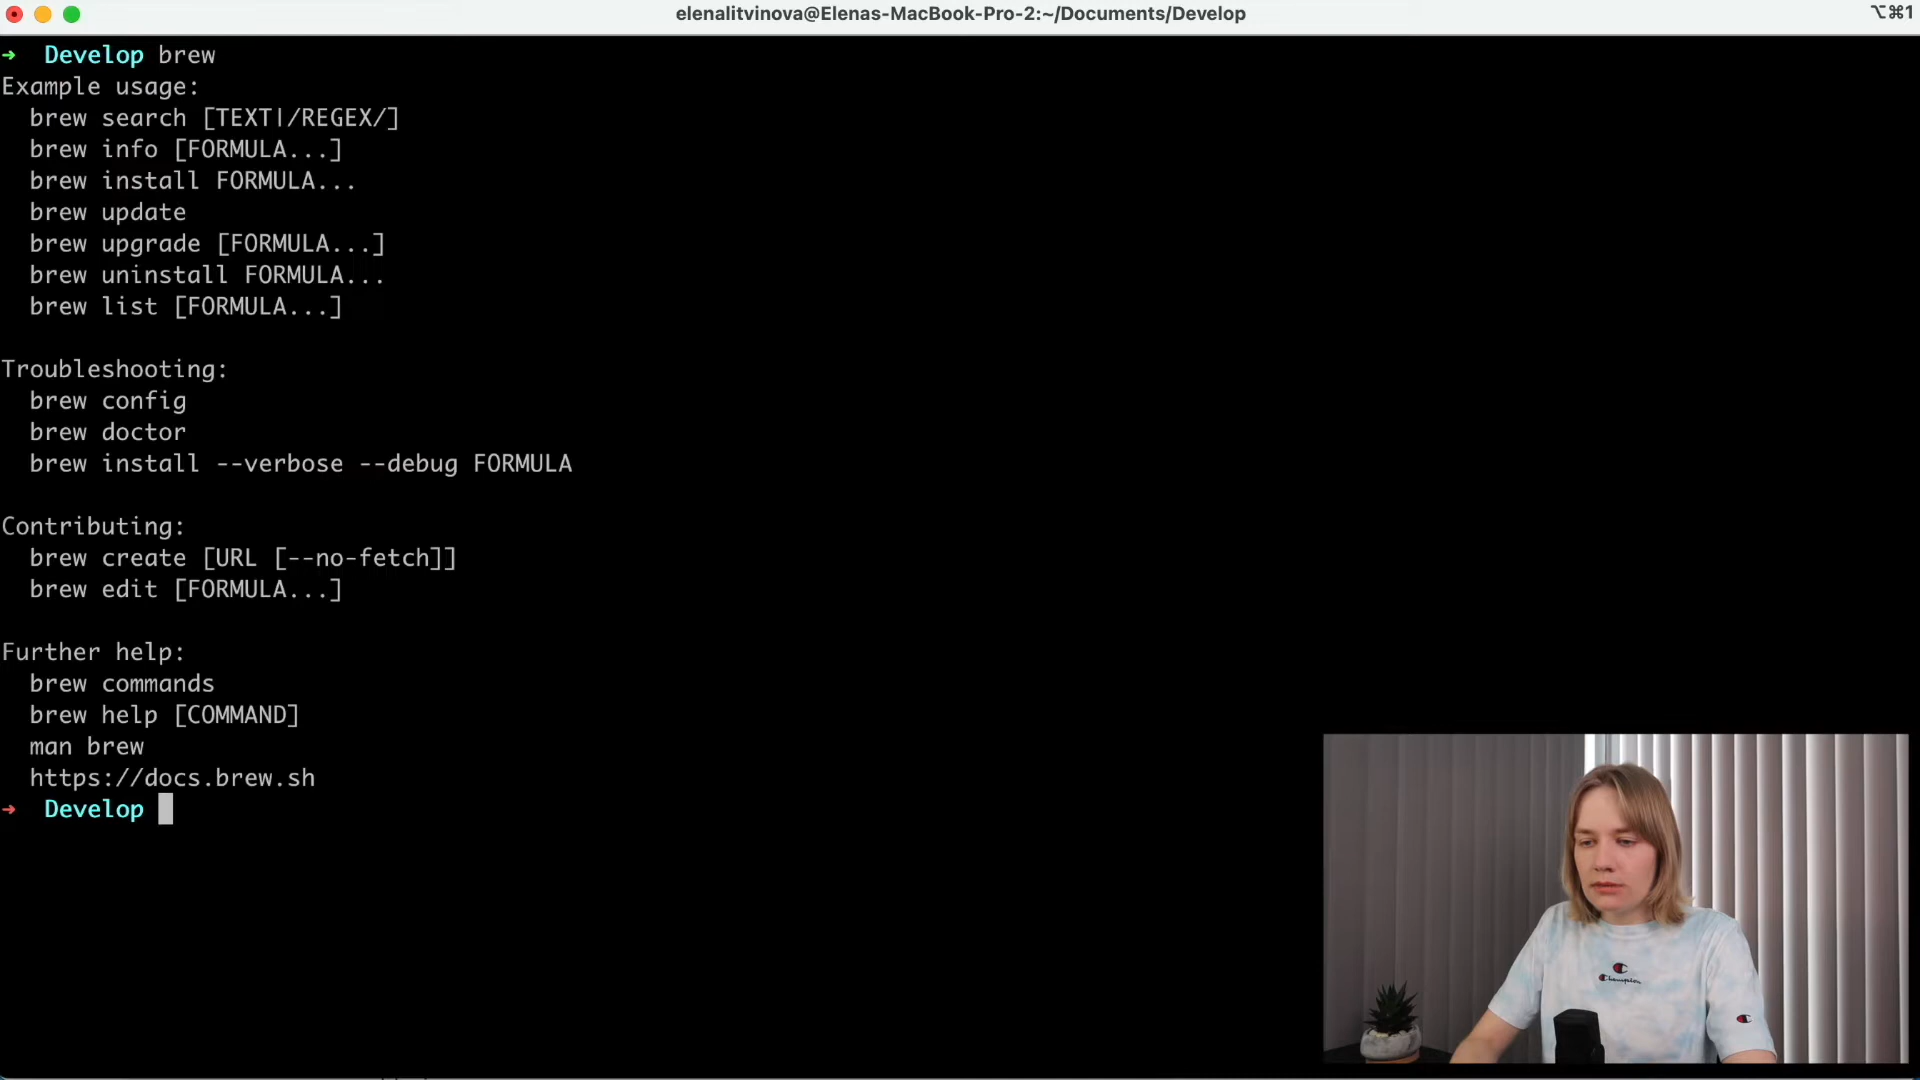 elenalitvinova@Elenas-MacBook-Pro-2:~/Documents/Develop
⌥⌘1
➜ Develop brew
Example usage:
brew search [TEXT|/REGEX/]
brew info [FORMULA...]
brew install FORMULA...
brew update
brew upgrade [FORMULA...]
brew uninstall FORMULA...
brew list [FORMULA...]
Troubleshooting:
brew config
brew doctor
brew install --verbose --debug FORMULA
Contributing:
brew create [URL [--no-fetch]]
brew edit [FORMULA...]
Further help:
brew commands
brew help [COMMAND]
man brew
https://docs.brew.sh
➜ Develop
Champion